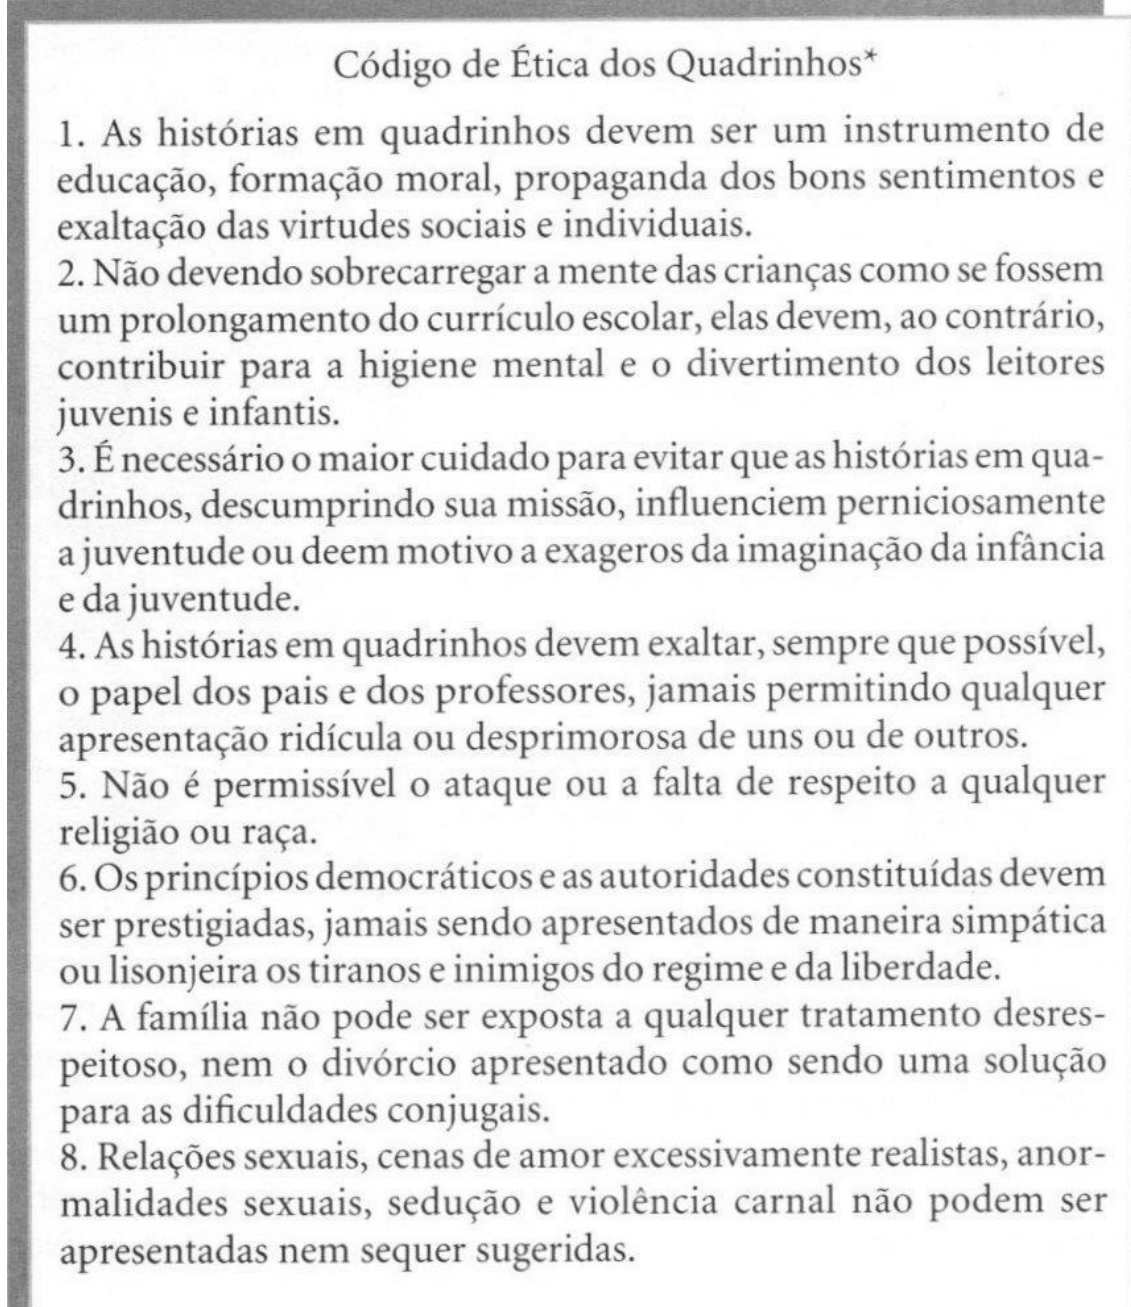 Código de Ética dos Quadrinhos*
1. As histórias em quadrinhos devem ser um instrumento de
educação, formação moral, propaganda dos bons sentimentos e
exaltação das virtudes sociais e individuais.
2. Não devendo sobrecarregar a mente das crianças como se fossem
um prolongamento do currículo escolar, elas devem, ao contrário,
contribuir para a higiene mental e o divertimento dos leitores
juvenis e infantis.
3. É necessário o maior cuidado para evitar que as histórias em qua-
drinhos, descumprindo sua missão, influenciem perniciosamente
a juventude ou deem motivo a exageros da imaginação da infância
e da juventude.
4. As histórias em quadrinhos devem exaltar, sempre que possível,
o papel dos pais e dos professores, jamais permitindo qualquer
apresentação ridícula ou desprimorosa de uns ou de outros.
5. Não é permissível o ataque ou a falta de respeito a qualquer
religião ou raça.
6. Os princípios democráticos e as autoridades constituídas devem
ser prestigiadas, jamais sendo apresentados de maneira simpática
ou lisonjeira os tiranos e inimigos do regime e da liberdade.
7. A família não pode ser exposta a qualquer tratamento desres-
peitoso, nem o divórcio apresentado como sendo uma solução
para as dificuldades conjugais.
8. Relações sexuais, cenas de amor excessivamente realistas, anor-
malidades sexuais, sedução e violência carnal não podem ser
apresentadas nem sequer sugeridas.